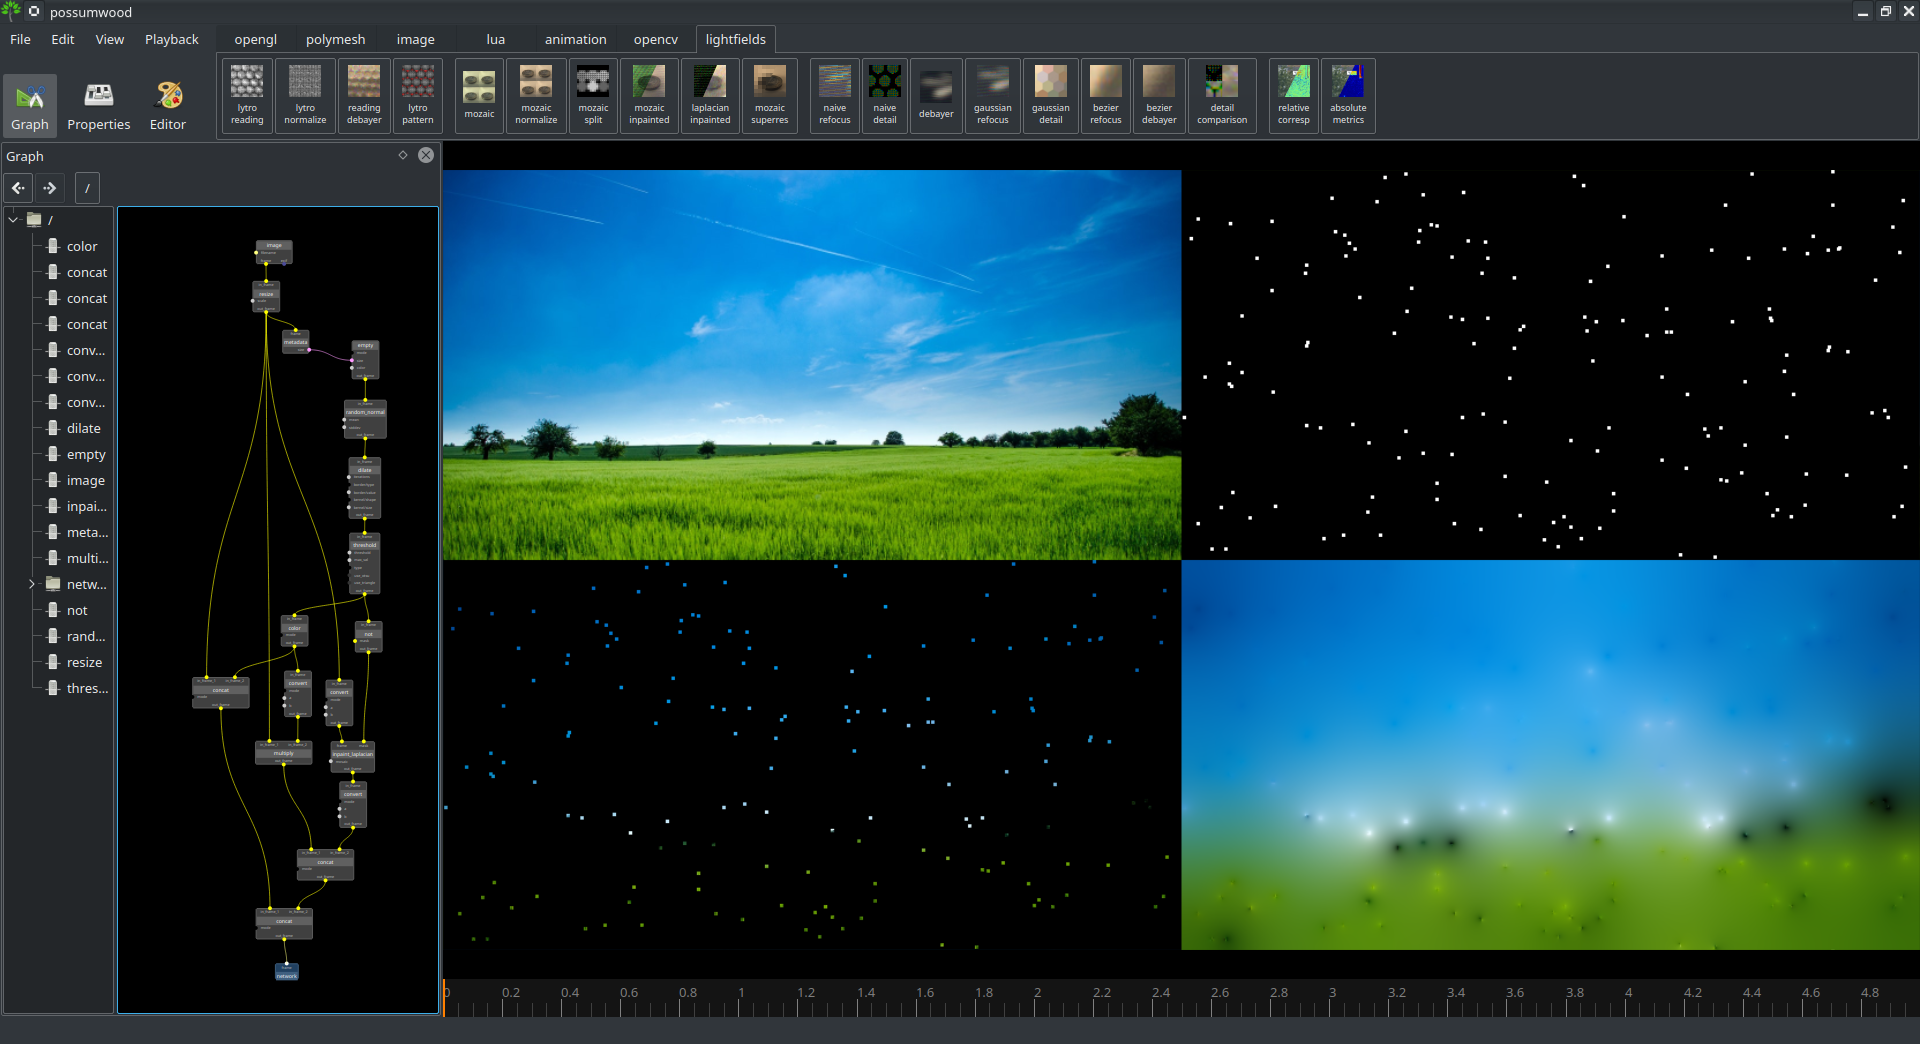 possumwood
File Edit View Playback
opengl polymesh image lua animation opencv lightfields
Graph Properties Editor
lytro reading
lytro normalize
reading debayer
lytro pattern
mozaic
mozaic normalize
mozaic split
mozaic inpainted
laplacian inpainted
mozaic superres
naive refocus
naive detail
debayer
gaussian refocus
gaussian detail
bezier refocus
bezier debayer
detail comparison
relative corresp
absolute metrics
Graph
/
/
color
concat
concat
concat
conv...
conv...
conv...
dilate
empty
image
inpai...
meta...
multi...
netw...
not
rand...
resize
thres...
image
resize
metadata
empty
random_normal
dilate
threshold
color
not
concat
convert
convert
multiply
inpaint_laplacian
convert
concat
concat
network
0 0.2 0.4 0.6 0.8 1 1.2 1.4 1.6 1.8 2 2.2 2.4 2.6 2.8 3 3.2 3.4 3.6 3.8 4 4.2 4.4 4.6 4.8